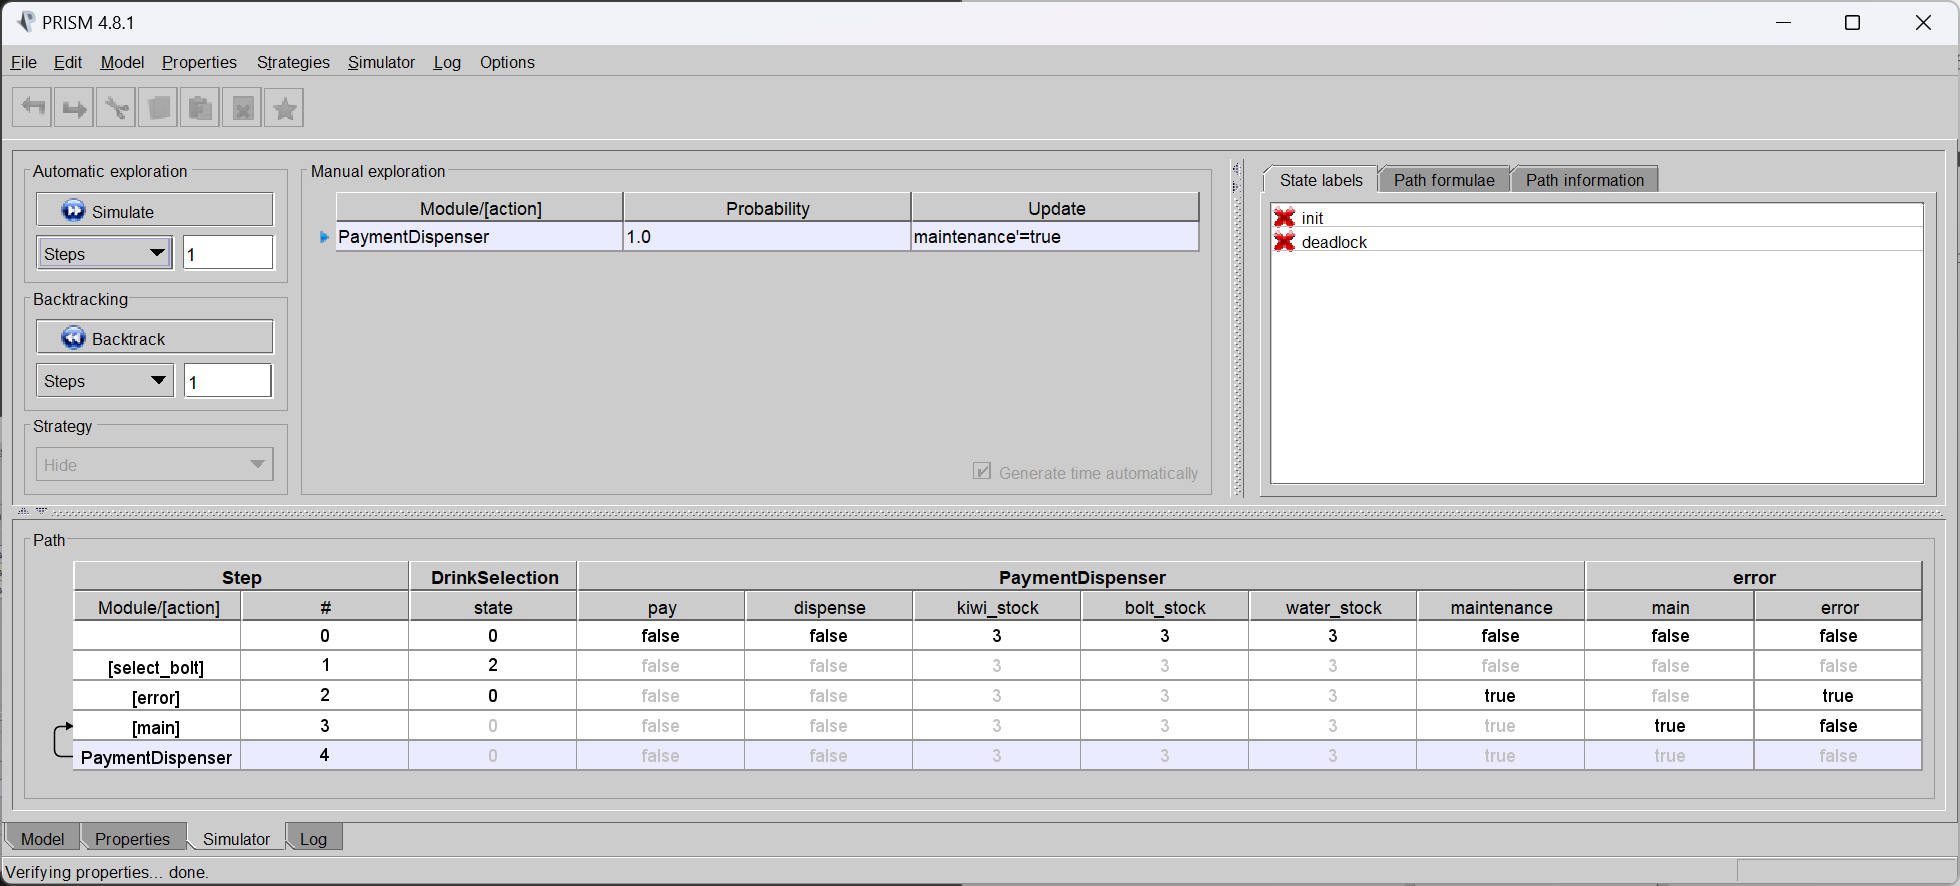 PRISM 4.8.1
File Edit Model Properties Strategies Simulator Log Options
Automatic exploration
Simulate
Steps 1
Backtracking
Backtrack
Steps 1
Strategy
Hide
Manual exploration
Module/[action] Probability Update
PaymentDispenser 1.0 maintenance'=true
Generate time automatically
State labels Path formulae Path information
init
deadlock
Path
Step DrinkSelection PaymentDispenser error
Module/[action] # state pay dispense kiwi_stock bolt_stock water_stock maintenance main error
0 0 false false 3 3 3 false false false
[select_bolt] 1 2 false false 3 3 3 false false false
[error] 2 0 false false 3 3 3 true false true
[main] 3 0 false false 3 3 3 true true false
PaymentDispenser 4 0 false false 3 3 3 true true false
Model Properties Simulator Log
Verifying properties... done.